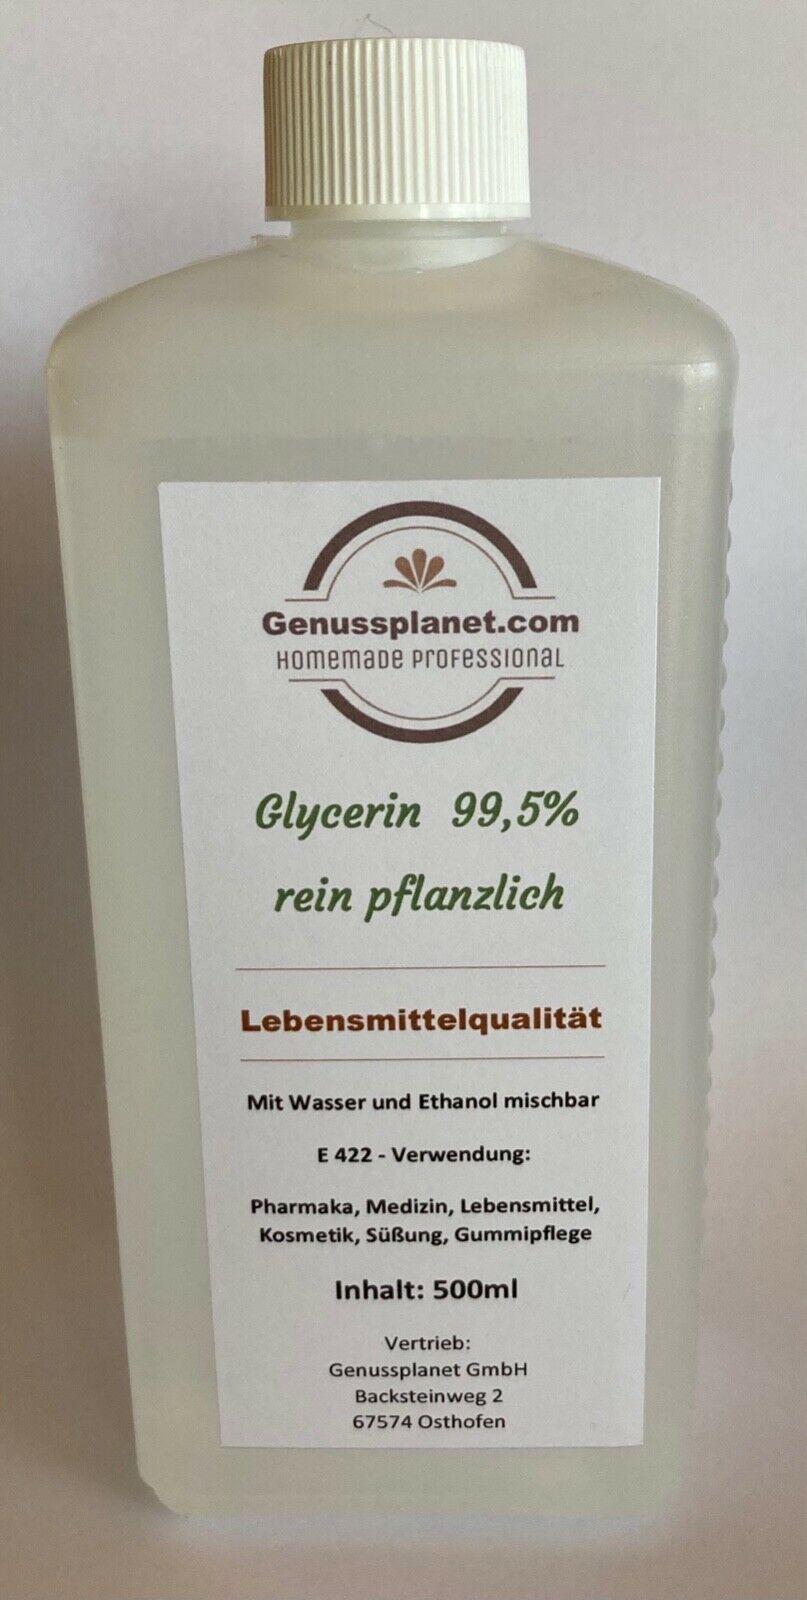 Genussplanet.com
Homemade Professional
Glycerin 99,5%
rein pflanzlich
Lebensmittelqualität
Mit Wasser und Ethanol mischbar
E 422 - Verwendung:
Pharmaka, Medizin, Lebensmittel,
Kosmetik, Süßung, Gummipflege
Inhalt: 500ml
Vertrieb:
Genussplanet GmbH
Backsteinweg 2
67574 Osthofen